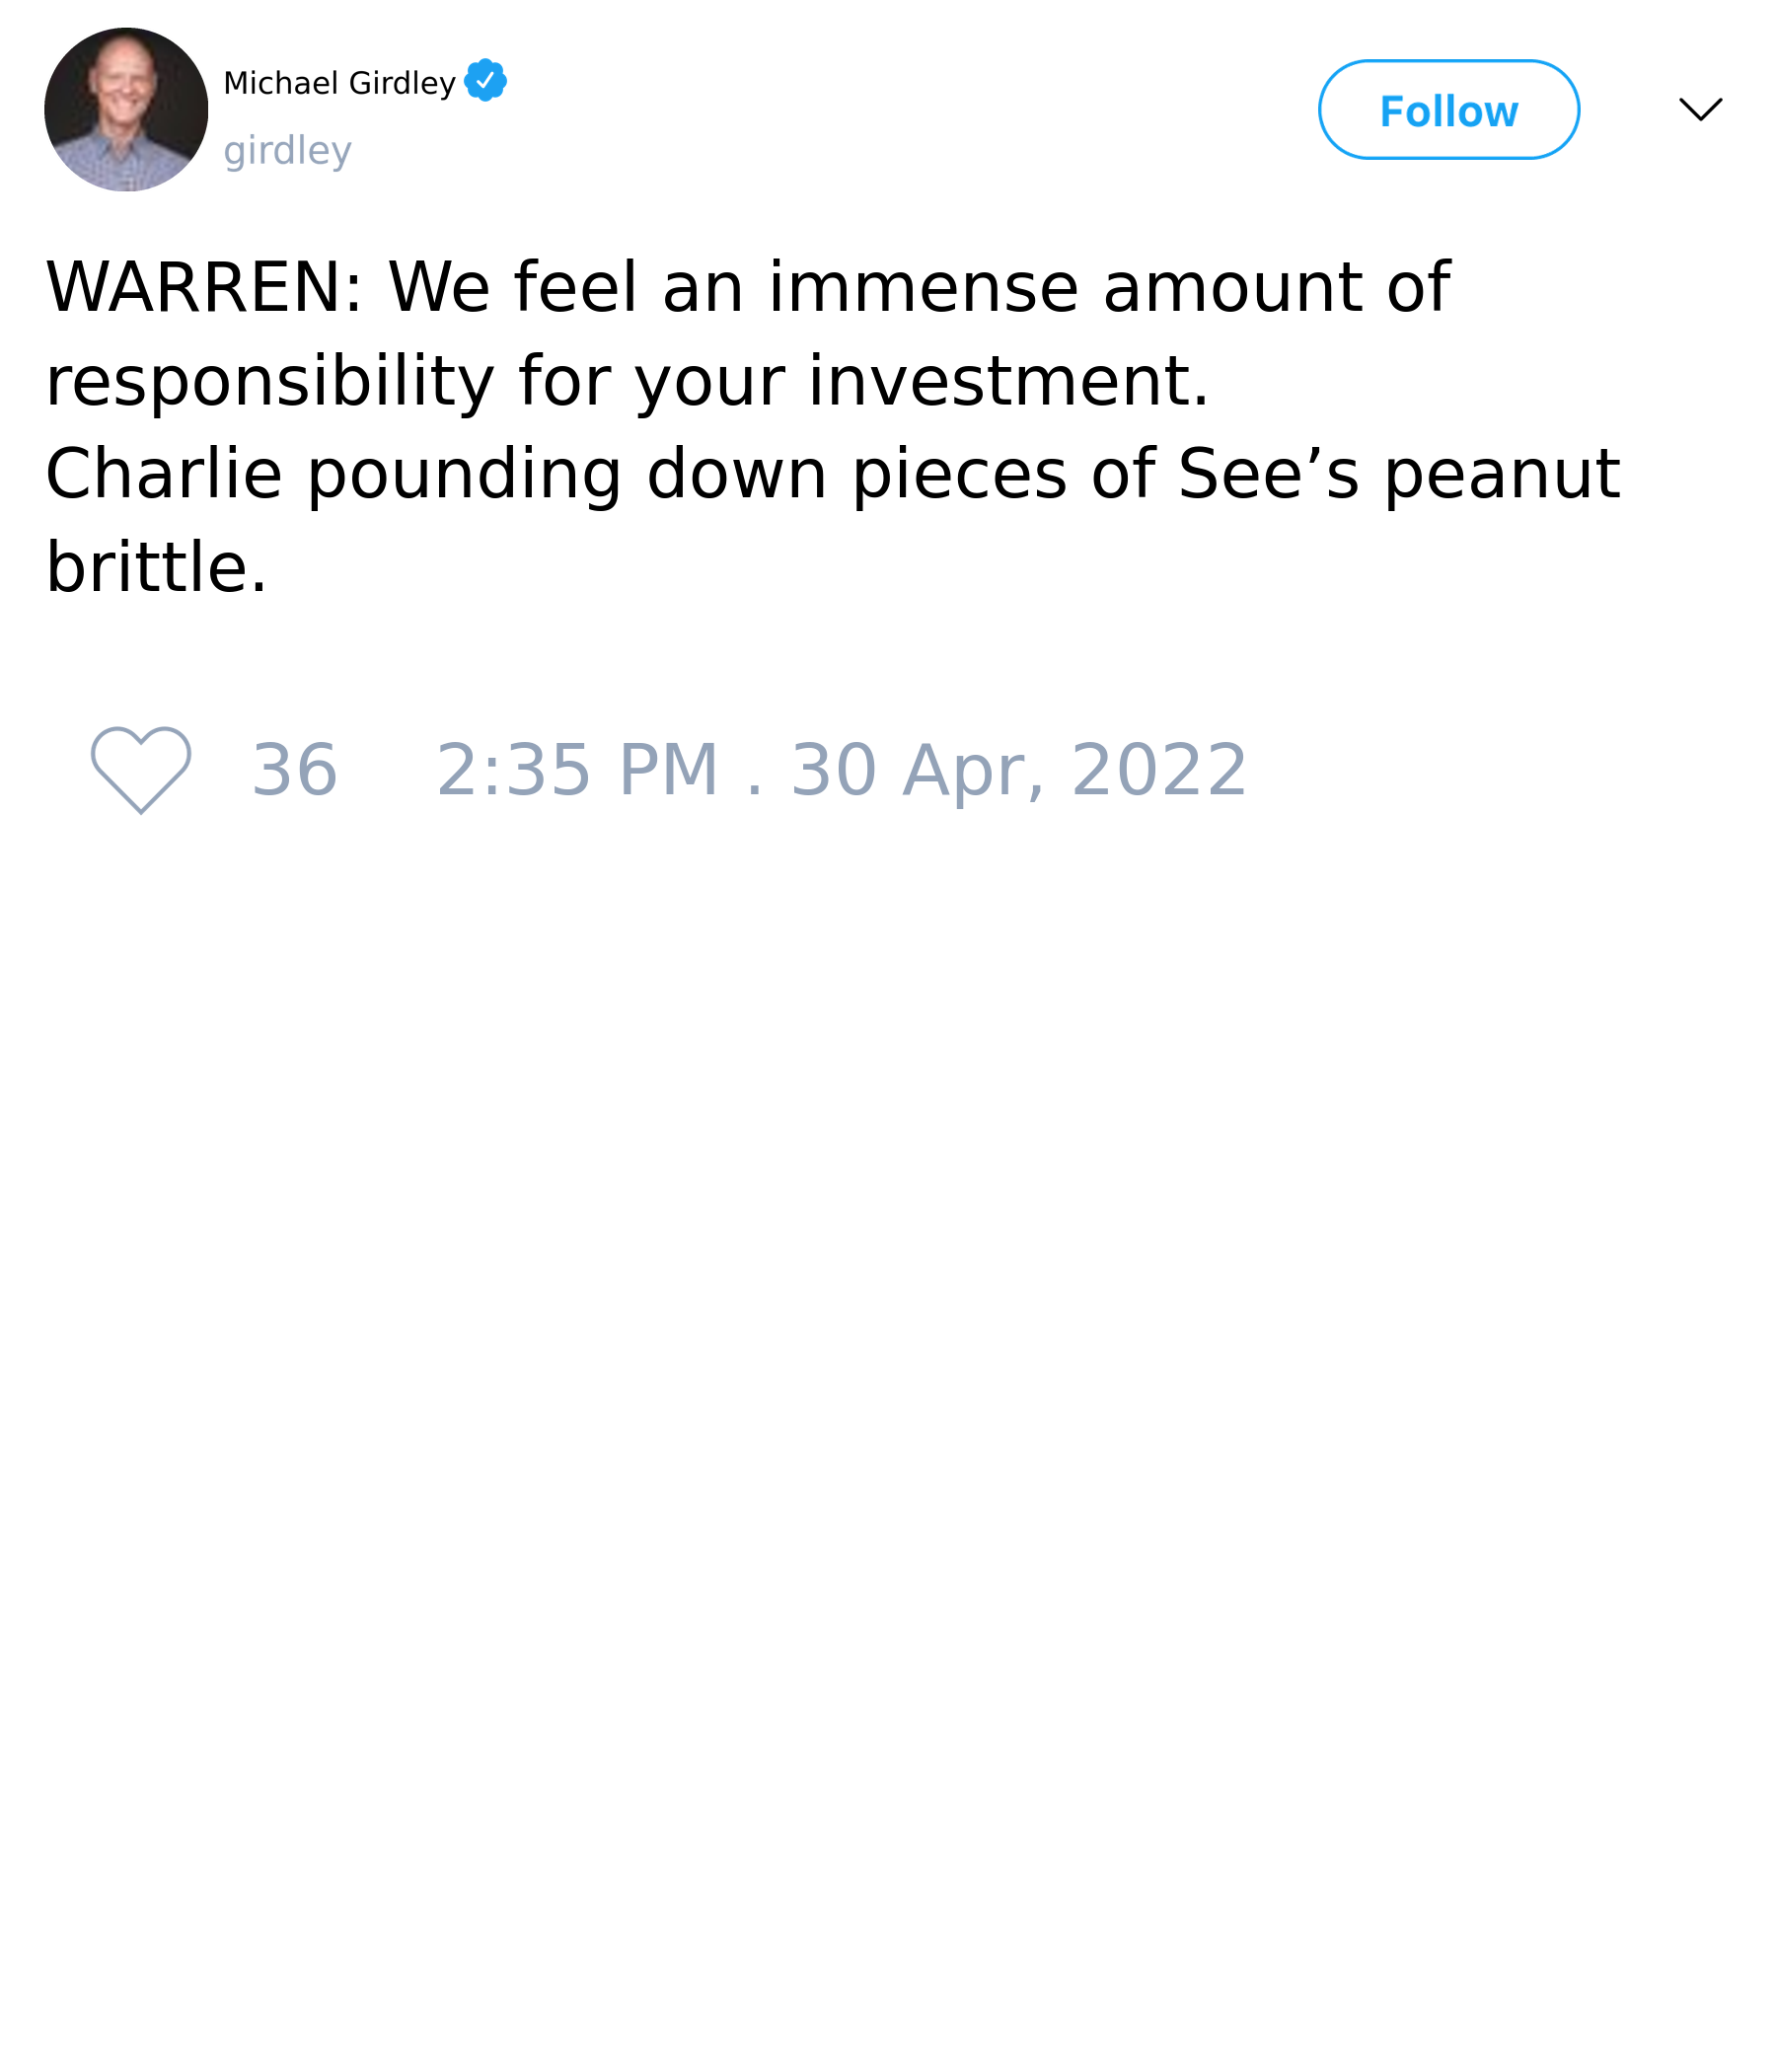 Michael Girdley
girdley
Follow
WARREN: We feel an immense amount of
responsibility for your investment.
Charlie pounding down pieces of See’s peanut
brittle.
36 2:35 PM . 30 Apr, 2022